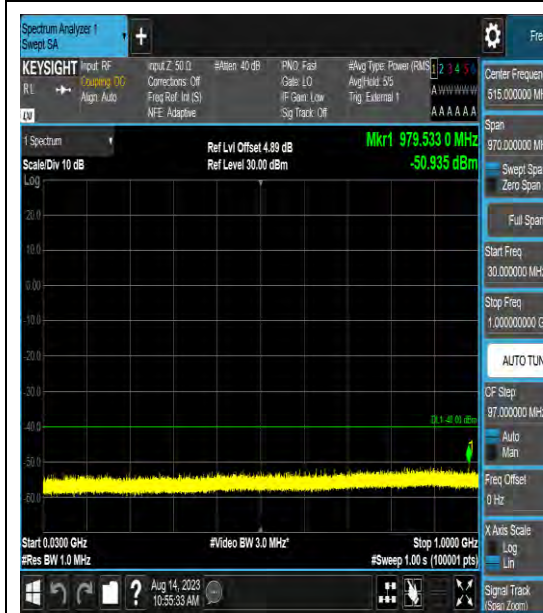 Spectrum Analyzer 1
Swept SA
+
Fre
KEYSIGHT Input: RF Input Z: 50 Ω #Atten: 40 dB PNO: Fast #Avg Type: Power (RMS 1 2 3 4 5 6
R L Coupling: DC Corrections: Off Gate: LO Avg|Hold: 5/5 A W W W W W
Align: Auto Freq Ref: Int (S) IF Gain: Low Trig: External 1
NFE: Adaptive Sig Track: Off A A A A A A
1 Spectrum
Ref Lvl Offset 4.89 dB Mkr1 979.533 0 MHz
Scale/Div 10 dB Ref Level 30.00 dBm -50.935 dBm
Log
20.0
10.0
0.00
-10.0
-20.0
-30.0
-40.0
-50.0
-60.0
Start 0.0300 GHz #Video BW 3.0 MHz* Stop 1.0000 GHz
#Res BW 1.0 MHz #Sweep 1.00 s (100001 pts)
Aug 14, 2023
10:55:33 AM
?
Center Frequen
515.000000 MH
Span
970.000000 MH
Swept Spa
Zero Span
Full Span
Start Freq
30.000000 MHz
Stop Freq
1.000000000 G
AUTO TUN
CF Step
97.000000 MHz
Auto
Man
Freq Offset
0 Hz
X Axis Scale
Log
Lin
Signal Track
(Span Zoom)